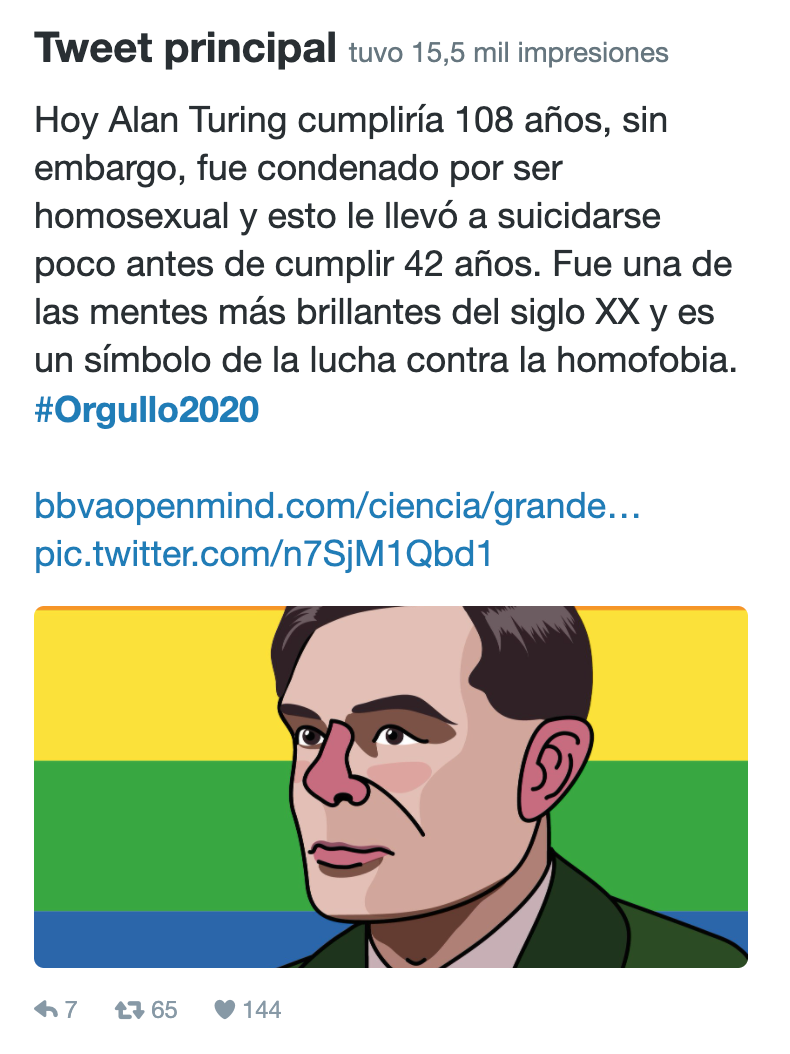 Tweet principal tuvo 15,5 mil impresiones
Hoy Alan Turing cumpliría 108 años, sin
embargo, fue condenado por ser
homosexual y esto le llevó a suicidarse
poco antes de cumplir 42 años. Fue una de
las mentes más brillantes del siglo XX y es
un símbolo de la lucha contra la homofobia.
#Orgullo2020
bbvaopenmind.com/ciencia/grande…
pic.twitter.com/n7SjM1Qbd1
7 65 144